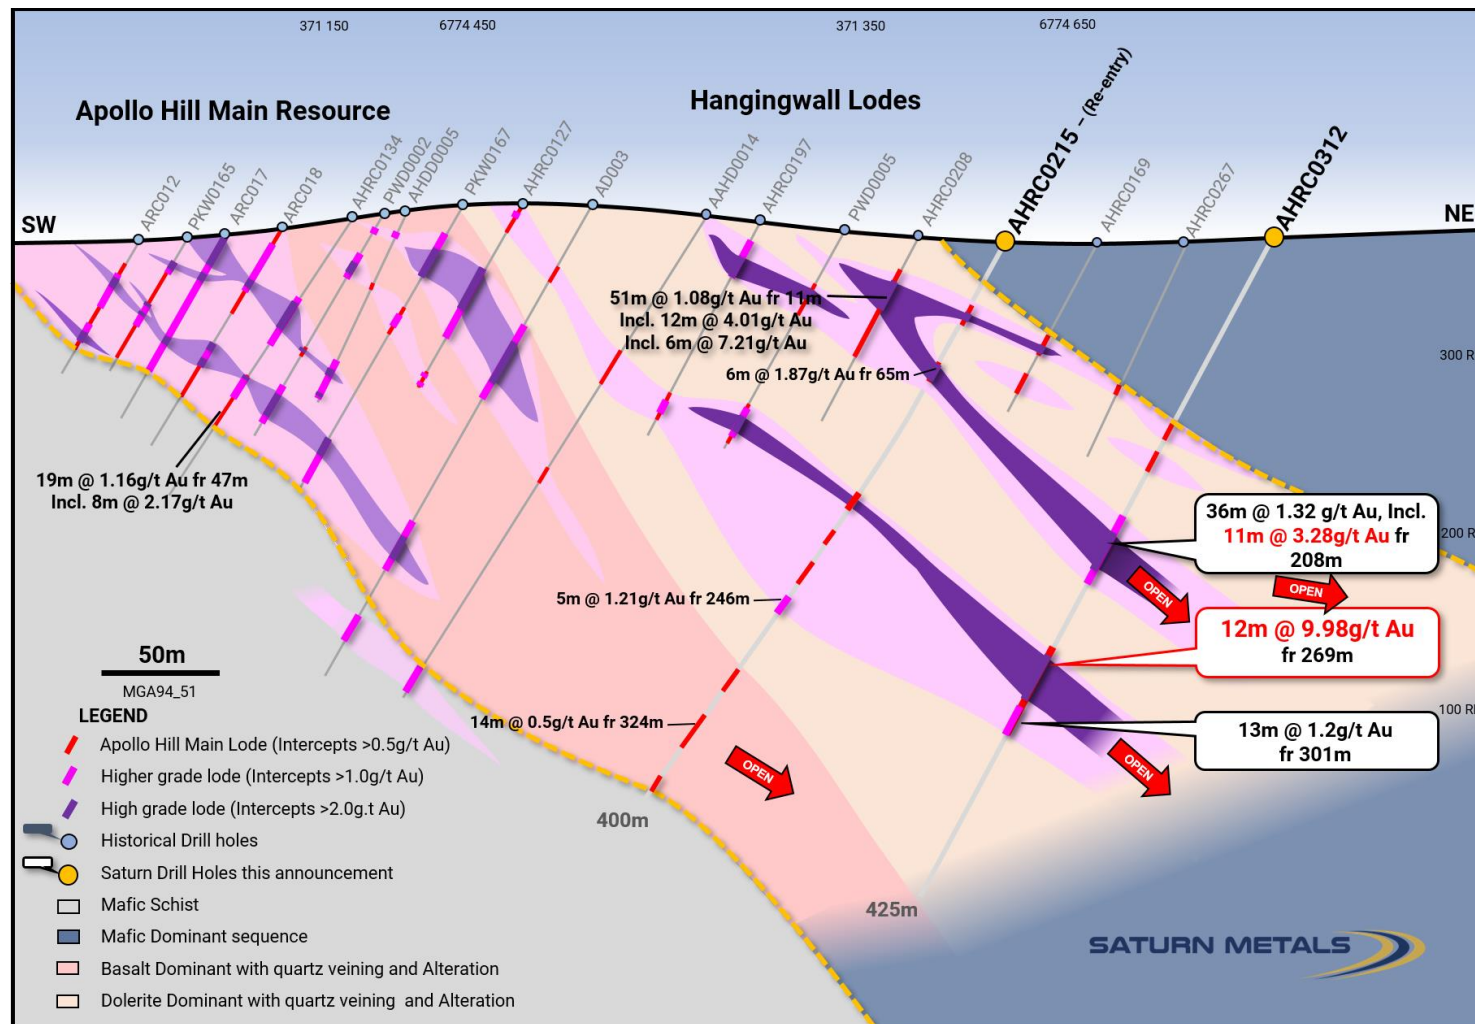 371 150
6774 450
371 350
6774 650
Apollo Hill Main Resource
Hangingwall Lodes
SW
NE
ARC012
PKW0165
ARC017
ARC018
AHRC0134
PWD0002
AHDD0005
PKW0167
AHRC0127
AD003
AAHD0014
AHRC0197
PWD0005
AHRC0208
AHRC0215 – (Re-entry)
AHRC0169
AHRC0267
AHRC0312
51m @ 1.08g/t Au fr 11m
Incl. 12m @ 4.01g/t Au
Incl. 6m @ 7.21g/t Au
300 R
6m @ 1.87g/t Au fr 65m
19m @ 1.16g/t Au fr 47m
Incl. 8m @ 2.17g/t Au
36m @ 1.32 g/t Au, Incl.
11m @ 3.28g/t Au fr
208m
200 R
OPEN
OPEN
5m @ 1.21g/t Au fr 246m
12m @ 9.98g/t Au
fr 269m
100 R
14m @ 0.5g/t Au fr 324m
13m @ 1.2g/t Au
fr 301m
OPEN
OPEN
400m
425m
50m
MGA94_51
LEGEND
Apollo Hill Main Lode (Intercepts >0.5g/t Au)
Higher grade lode (Intercepts >1.0g/t Au)
High grade lode (Intercepts >2.0g.t Au)
Historical Drill holes
Saturn Drill Holes this announcement
Mafic Schist
Mafic Dominant sequence
Basalt Dominant with quartz veining and Alteration
Dolerite Dominant with quartz veining and Alteration
SATURN METALS